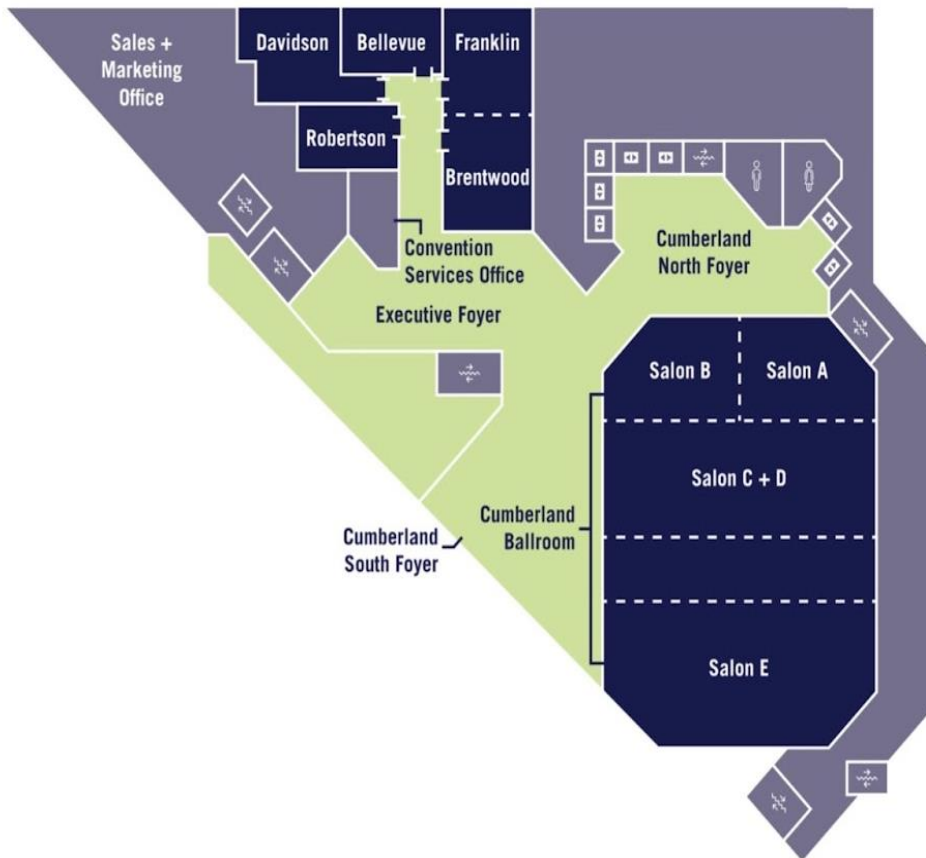 Sales +
Marketing
Office
Davidson
Bellevue
Franklin
Robertson
Brentwood
Convention
Services Office
Executive Foyer
Cumberland
North Foyer
Salon B
Salon A
Salon C + D
Cumberland
Ballroom
Cumberland
South Foyer
Salon E